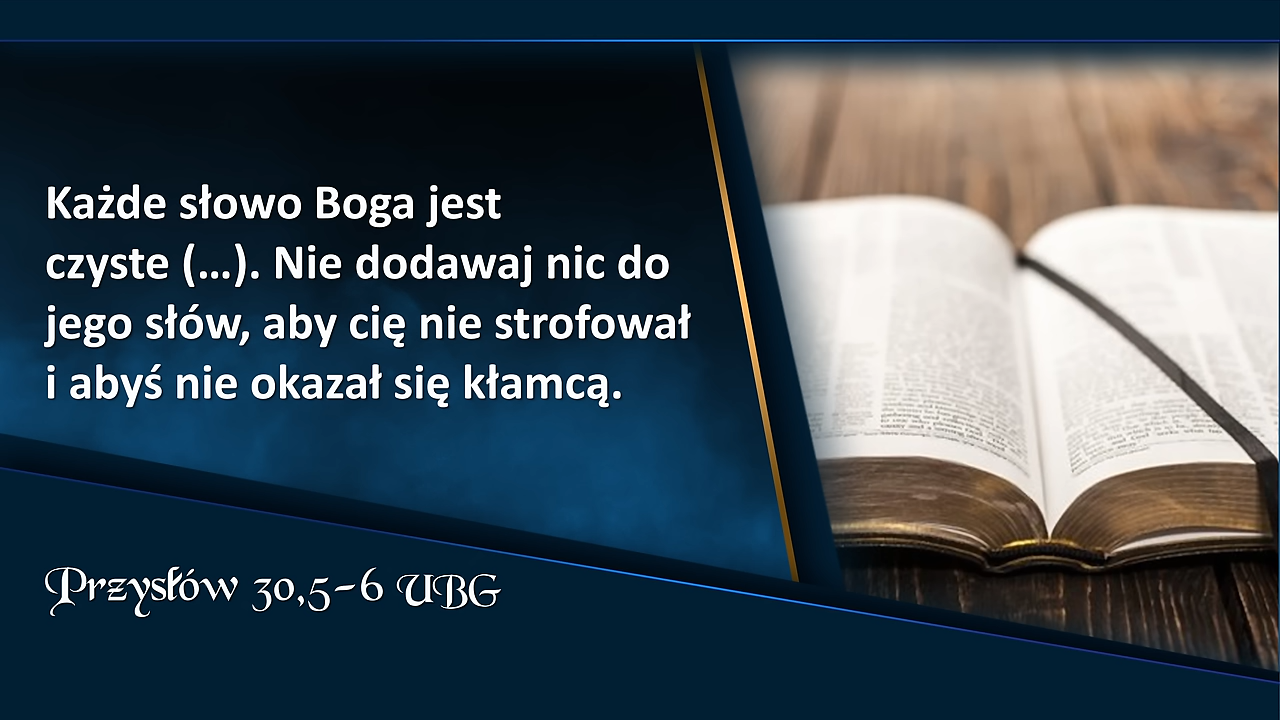 Każde słowo Boga jest
czyste (...). Nie dodawaj nic do
jego słów, aby cię nie strofował
i abyś nie okazał się kłamcą.
Przysłów 30,5-6 UBG